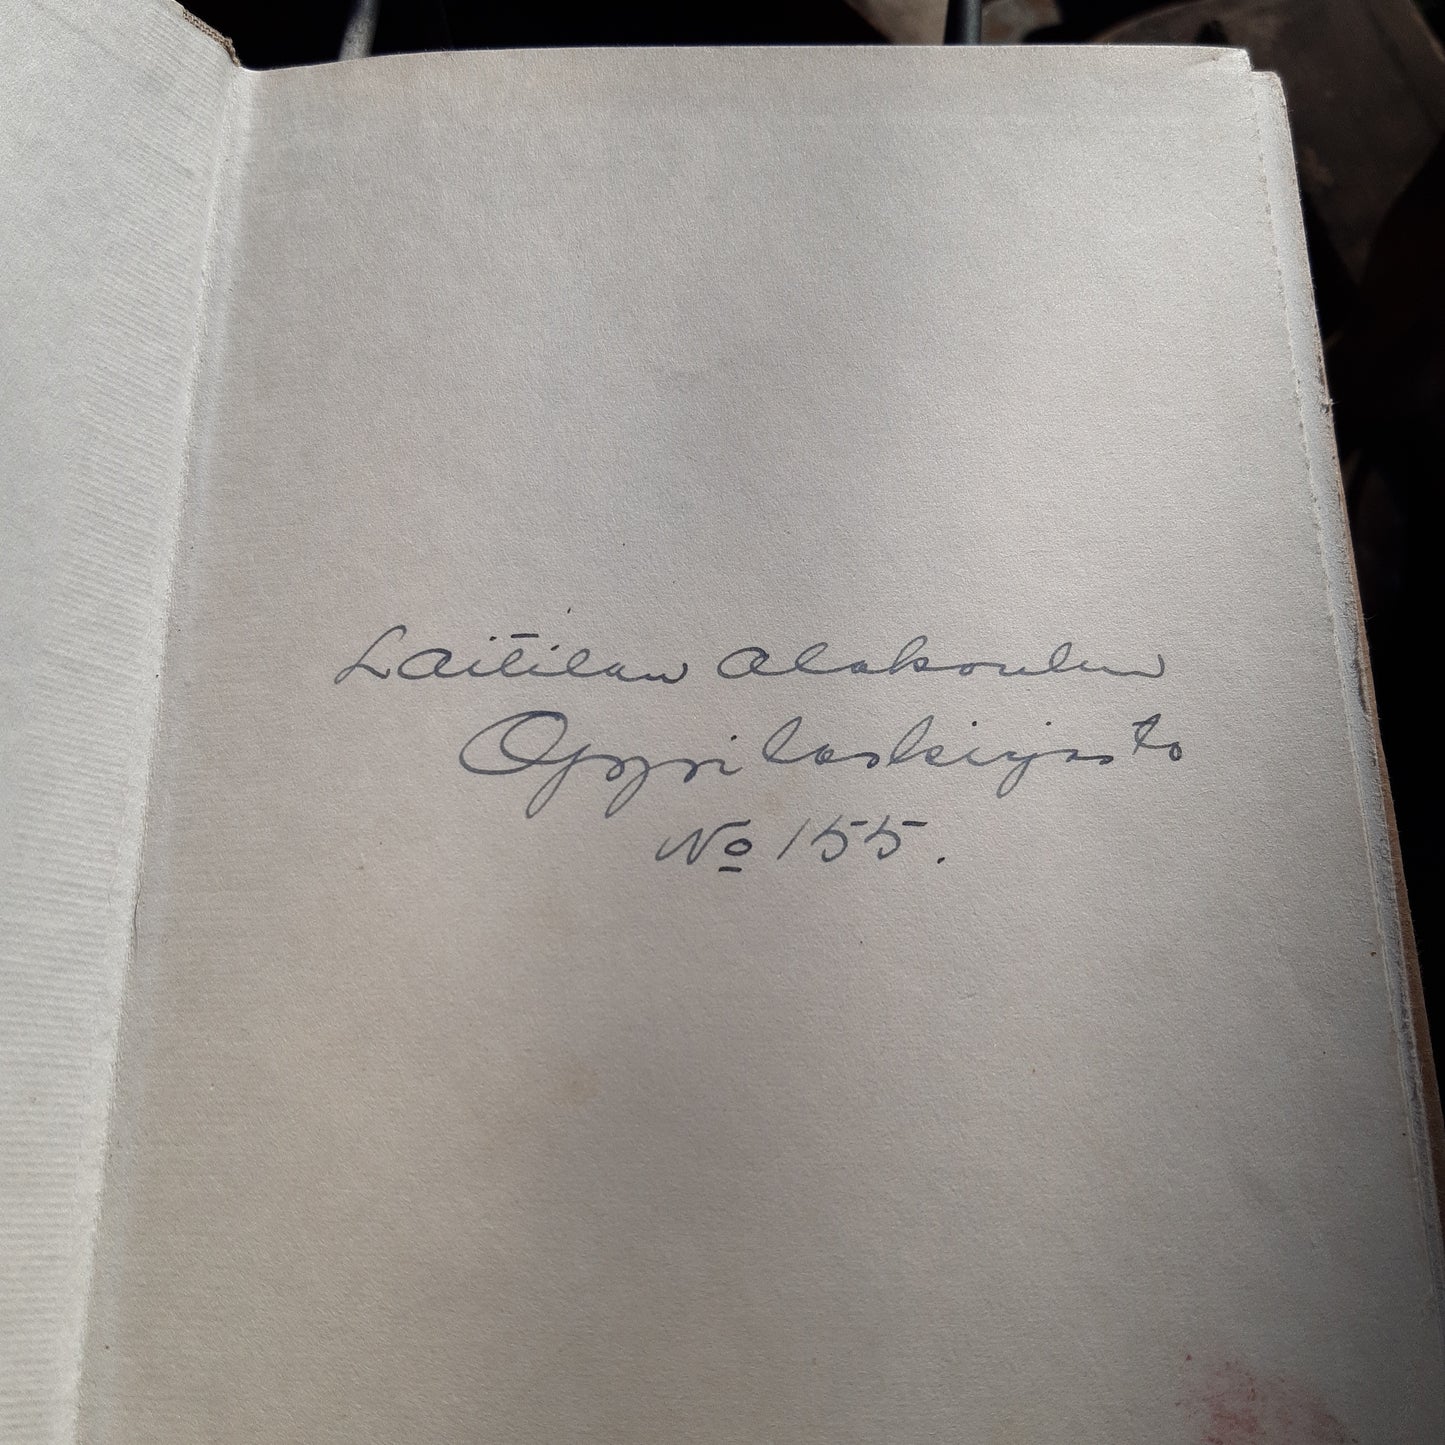 Laitilan Alakoulun
Oppilaskirjasto
No 155.